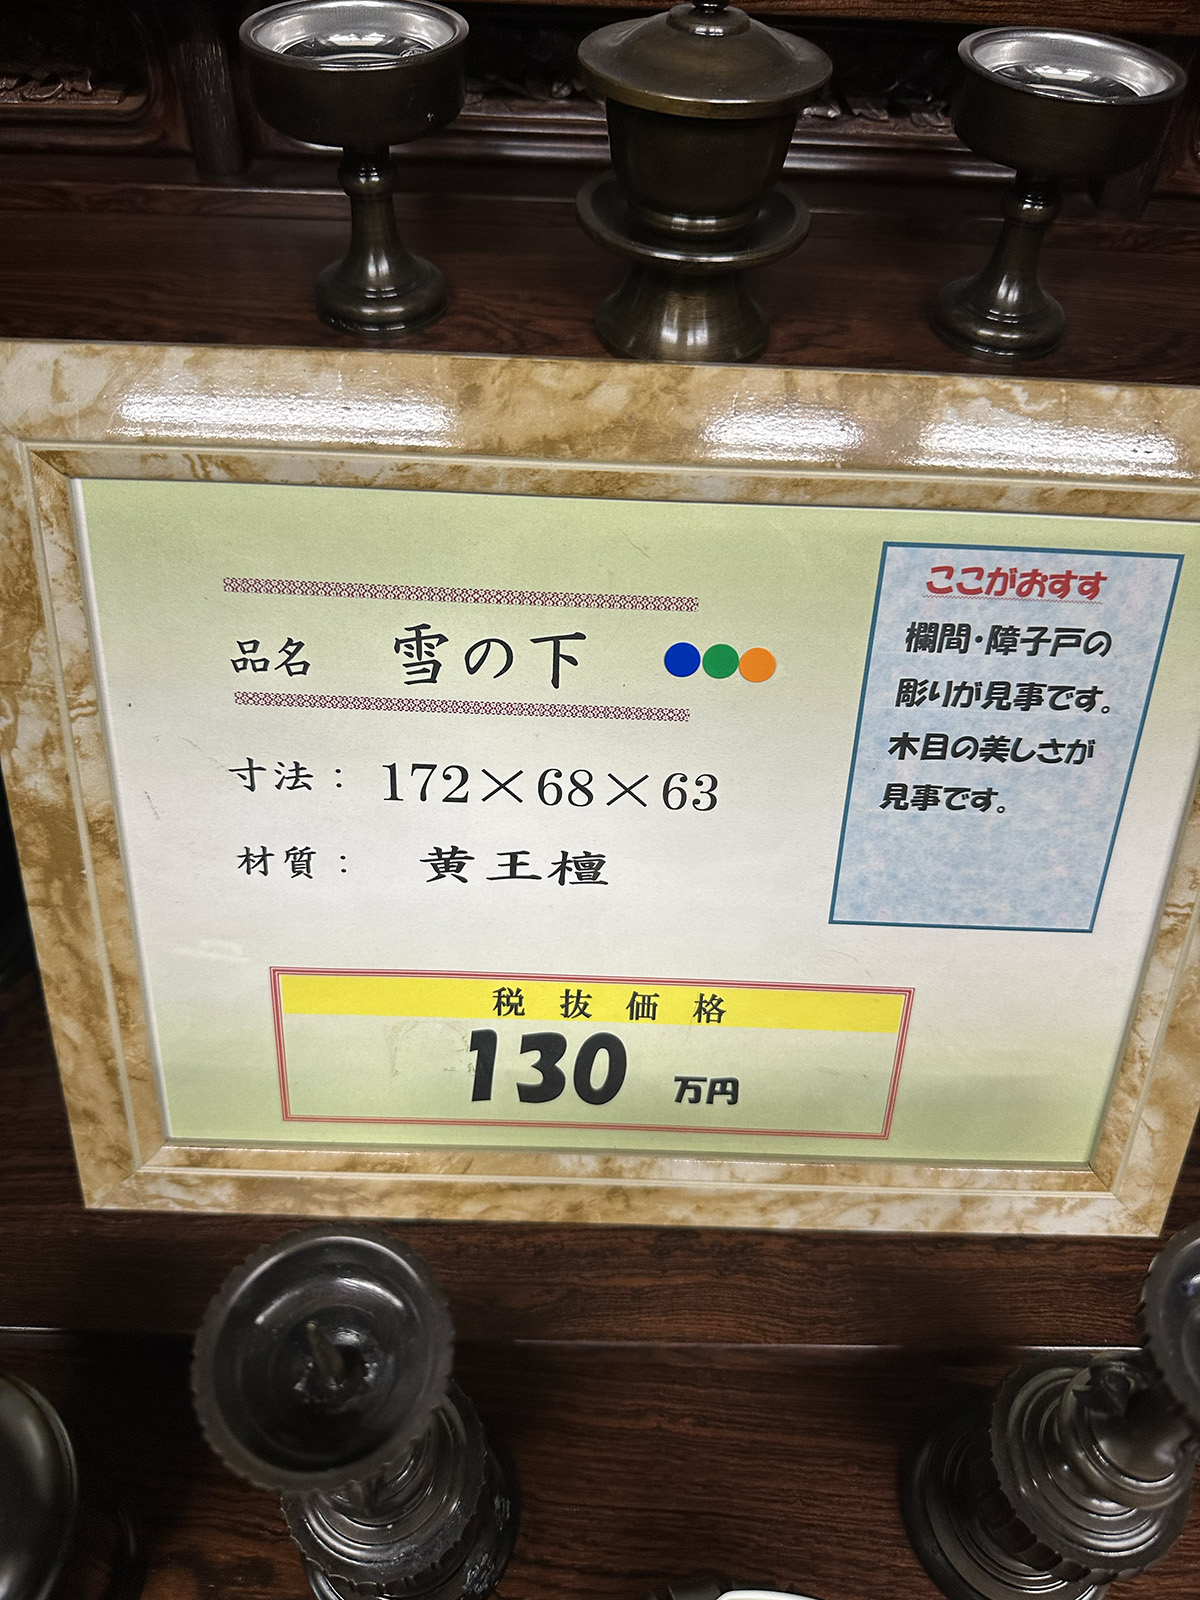 品名 雪の下
寸法： 172×68×63
材質： 黄王檀
税抜価格
130 万円
ここがおすす
欄間・障子戸の
彫りが見事です。
木目の美しさが
見事です。